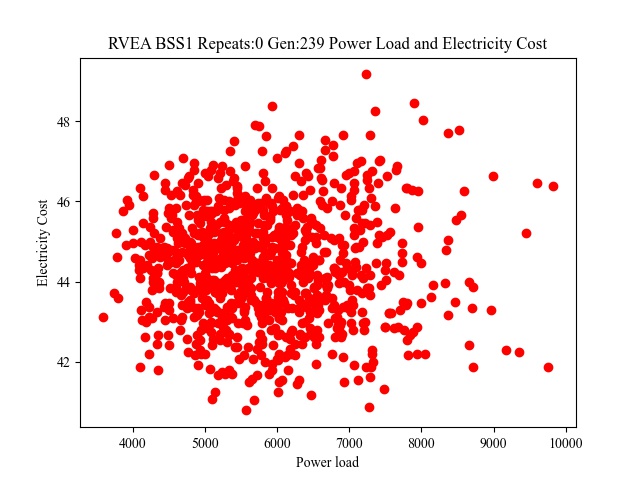 RVEA BSS1 Repeats:0 Gen:239 Power Load and Electricity Cost
48
46
44
42
Electricity Cost
4000 5000 6000 7000 8000 9000 10000
Power load